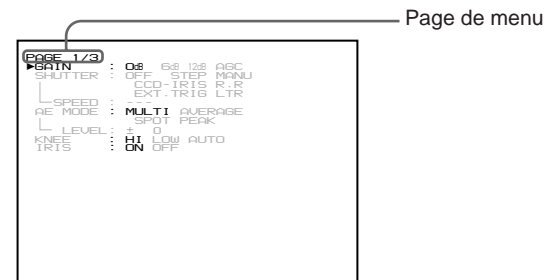 Page de menu
PAGE 1/3
►GAIN : 0dB 6dB 12dB AGC
SHUTTER : OFF STEP MANU
CCD-IRIS R.R
EXT.TRIG LTR
SPEED : ---
AE MODE : MULTI AVERAGE
SPOT PEAK
LEVEL: ± 0
KNEE : HI LOW AUTO
IRIS : ON OFF